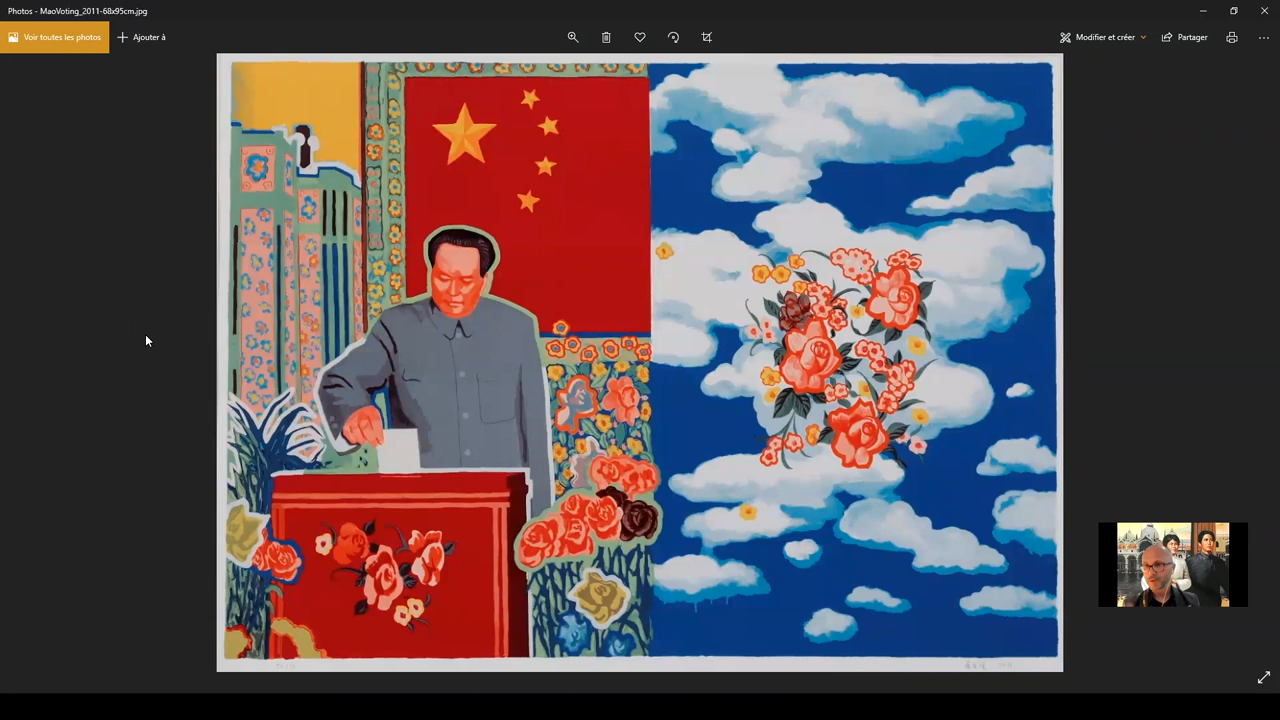 Photos - MaoVoting_2011-68x95cm.jpg
Voir toutes les photos
Ajouter à
Modifier et créer
Partager